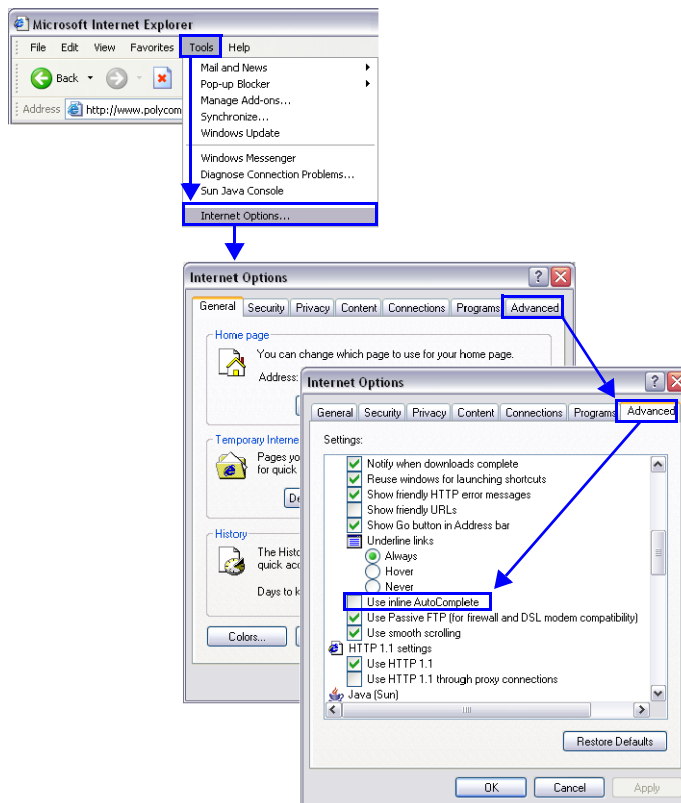 Microsoft Internet Explorer
File Edit View Favorites Tools Help
Back
Address http://www.polycom
Mail and News
Pop-up Blocker
Manage Add-ons...
Synchronize...
Windows Update
Windows Messenger
Diagnose Connection Problems...
Sun Java Console
Internet Options...
Internet Options
General Security Privacy Content Connections Programs Advanced
Home page
You can change which page to use for your home page.
Address:
Temporary Interne
Pages yo
for quick
De
History
The Histo
quick acc
Days to k
Colors...
Internet Options
General Security Privacy Content Connections Programs Advanced
Settings:
Notify when downloads complete
Reuse windows for launching shortcuts
Show friendly HTTP error messages
Show friendly URLs
Show Go button in Address bar
Underline links
Always
Hover
Never
Use inline AutoComplete
Use Passive FTP (for firewall and DSL modem compatibility)
Use smooth scrolling
HTTP 1.1 settings
Use HTTP 1.1
Use HTTP 1.1 through proxy connections
Java (Sun)
Restore Defaults
OK Cancel Apply